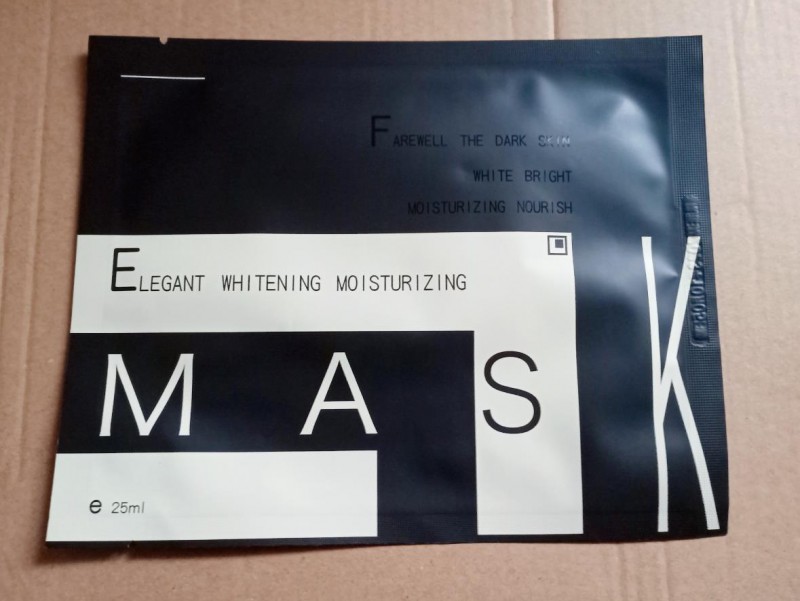 FAREWELL THE DARK SKIN
WHITE BRIGHT
MOISTURIZING NOURISH
ELEGANT WHITENING MOISTURIZING
MASK
e 25ml